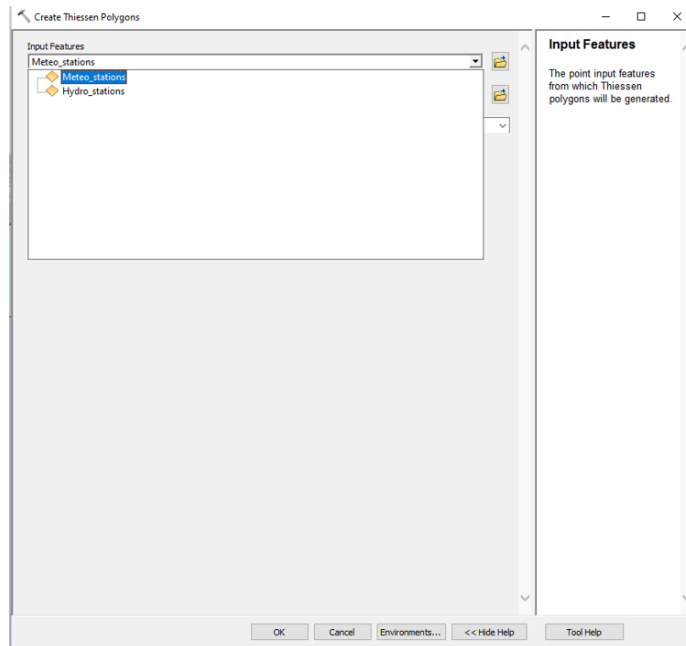 Create Thiessen Polygons
Input Features
Meteo_stations
Meteo_stations
Hydro_stations
Input Features
The point input features
from which Thiessen
polygons will be generated.
OK
Cancel
Environments...
<< Hide Help
Tool Help